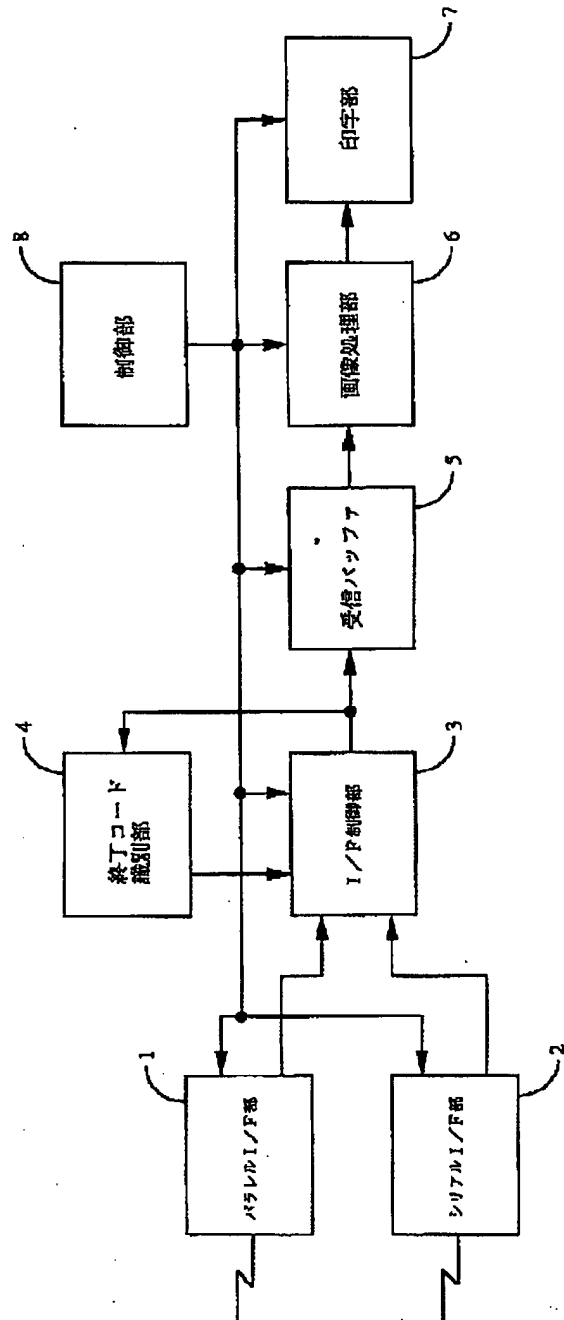 1
パラレルI/F部
2
シリアルI/F部
3
I/F制御部
4
終了コード
識別部
5
受信バッファ
6
画像処理部
7
印字部
8
制御部